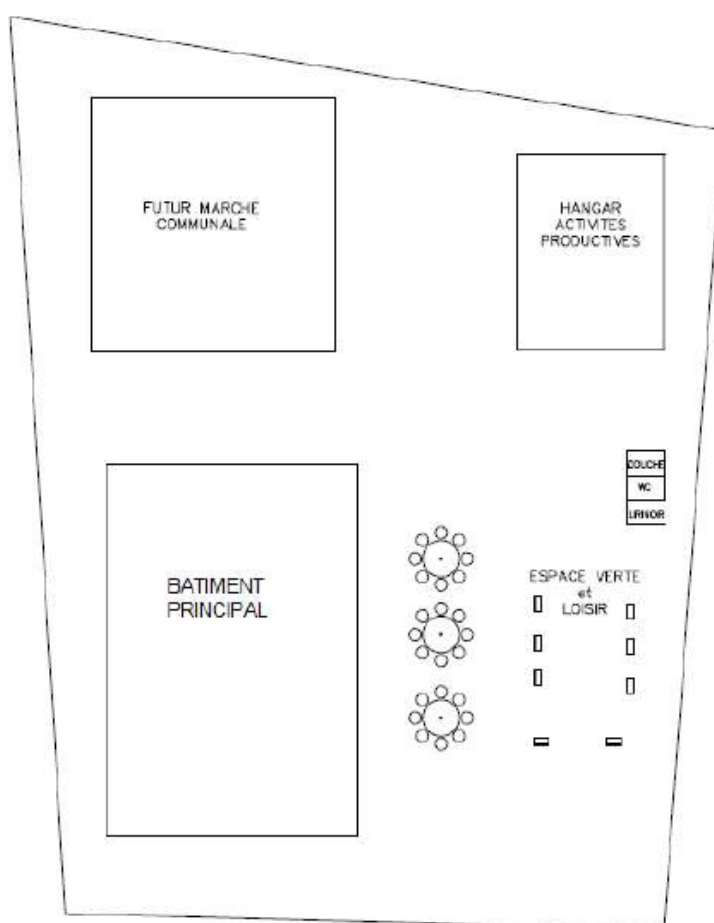 FUTUR MARCHE
COMMUNALE
HANGAR
ACTIVITES
PRODUCTIVES
DOUCHE
WC
URINOIR
ESPACE VERTE
et
LOISIR
BATIMENT
PRINCIPAL